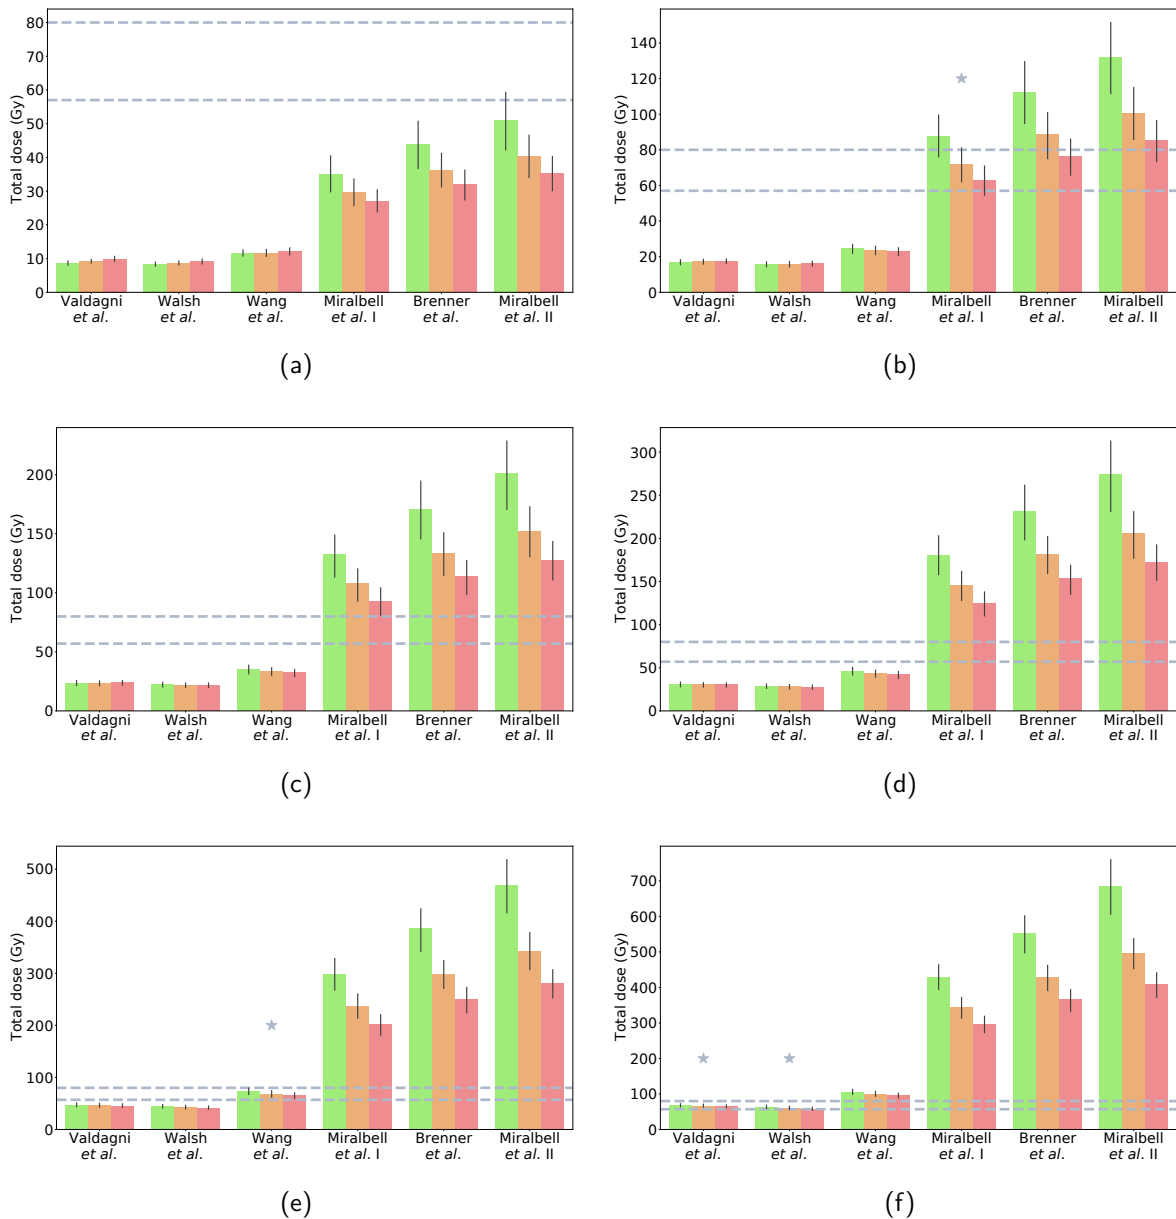 80
70
60
50
40
30
20
10
0
Total dose (Gy)
Valdagni et al.
Walsh et al.
Wang et al.
Miralbell et al. I
Brenner et al.
Miralbell et al. II
(a)
140
120
100
80
60
40
20
0
Total dose (Gy)
Valdagni et al.
Walsh et al.
Wang et al.
Miralbell et al. I
Brenner et al.
Miralbell et al. II
(b)
200
150
100
50
0
Total dose (Gy)
Valdagni et al.
Walsh et al.
Wang et al.
Miralbell et al. I
Brenner et al.
Miralbell et al. II
(c)
300
250
200
150
100
50
0
Total dose (Gy)
Valdagni et al.
Walsh et al.
Wang et al.
Miralbell et al. I
Brenner et al.
Miralbell et al. II
(d)
500
400
300
200
100
0
Total dose (Gy)
Valdagni et al.
Walsh et al.
Wang et al.
Miralbell et al. I
Brenner et al.
Miralbell et al. II
(e)
700
600
500
400
300
200
100
0
Total dose (Gy)
Valdagni et al.
Walsh et al.
Wang et al.
Miralbell et al. I
Brenner et al.
Miralbell et al. II
(f)